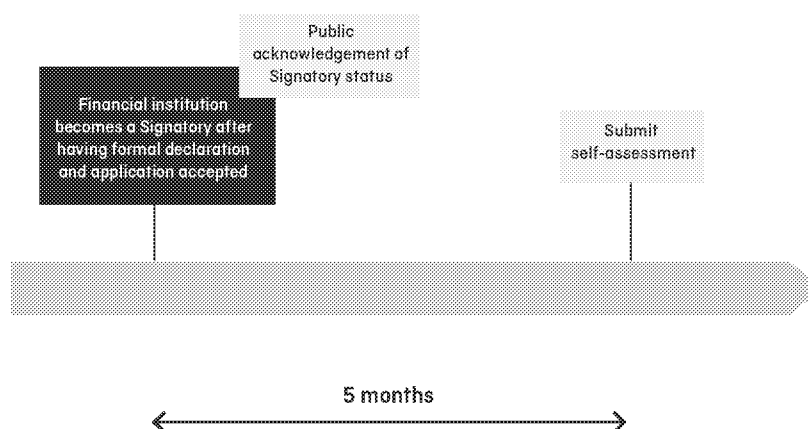 Public
acknowledgement of
Signatory status
Financial institution
becomes a Signatory after
having formal declaration
and application accepted
Submit
self-assessment
5 months